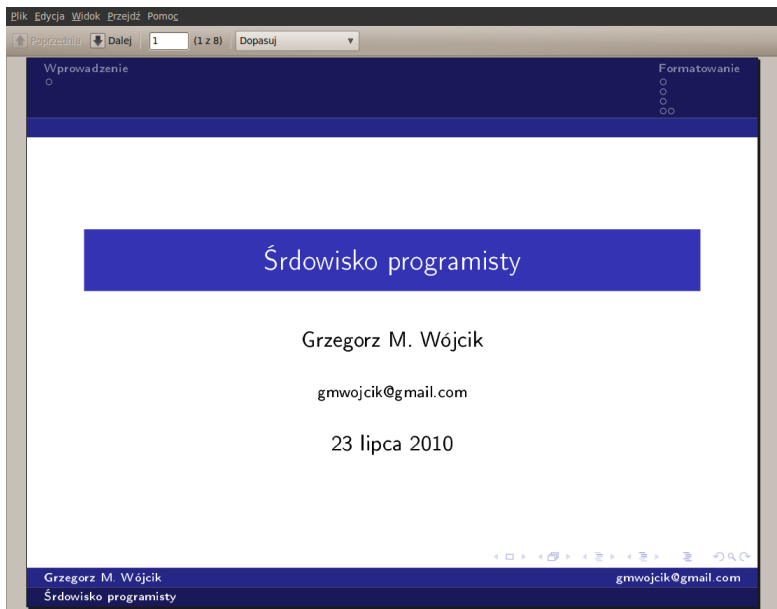 Plik Edycja Widok Przejdź Pomoc
Poprzednia Dalej 1 (1 z 8) Dopasuj
Wprowadzenie Formatowanie
Śrdowisko programisty
Grzegorz M. Wójcik
gmwojcik@gmail.com
23 lipca 2010
Grzegorz M. Wójcik gmwojcik@gmail.com
Śrdowisko programisty